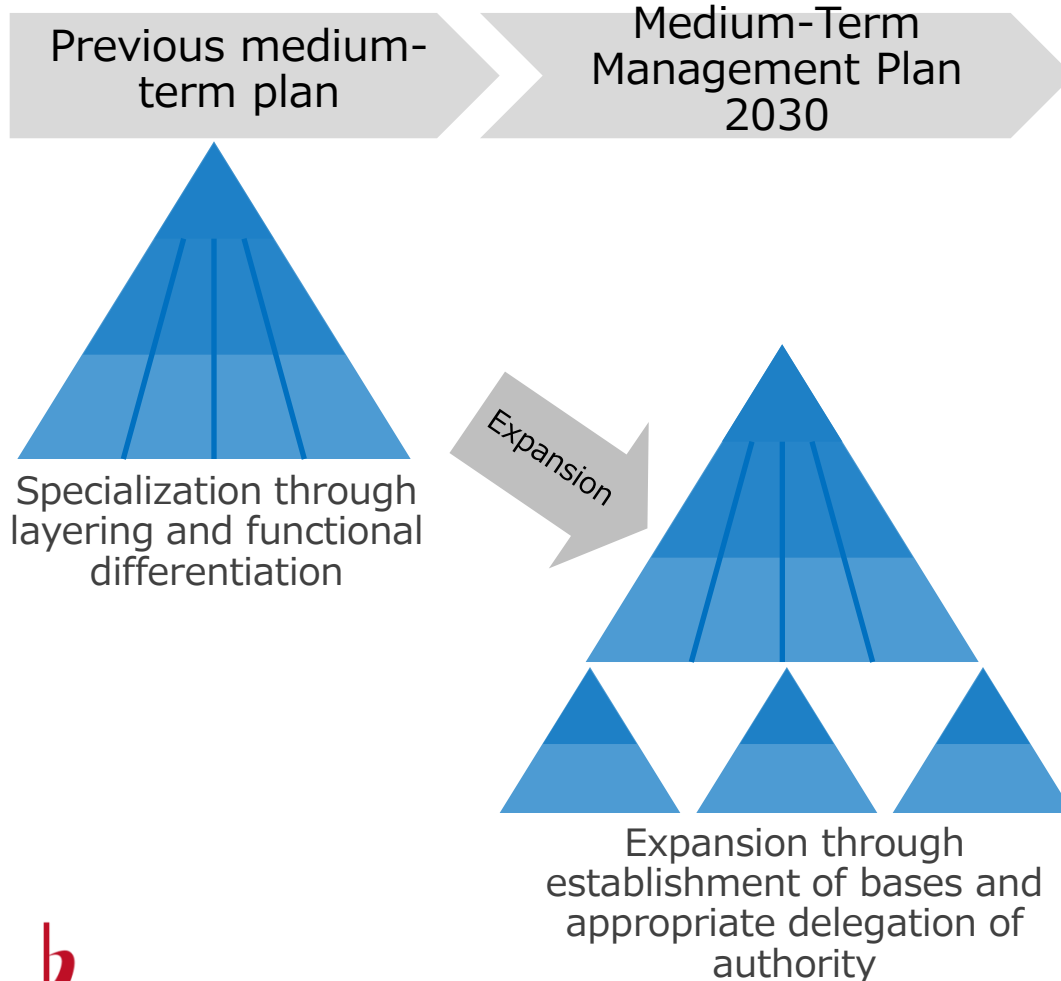 Previous medium-
term plan
Medium-Term
Management Plan
2030
Specialization through
layering and functional
differentiation
Expansion
Expansion through
establishment of bases and
appropriate delegation of
authority